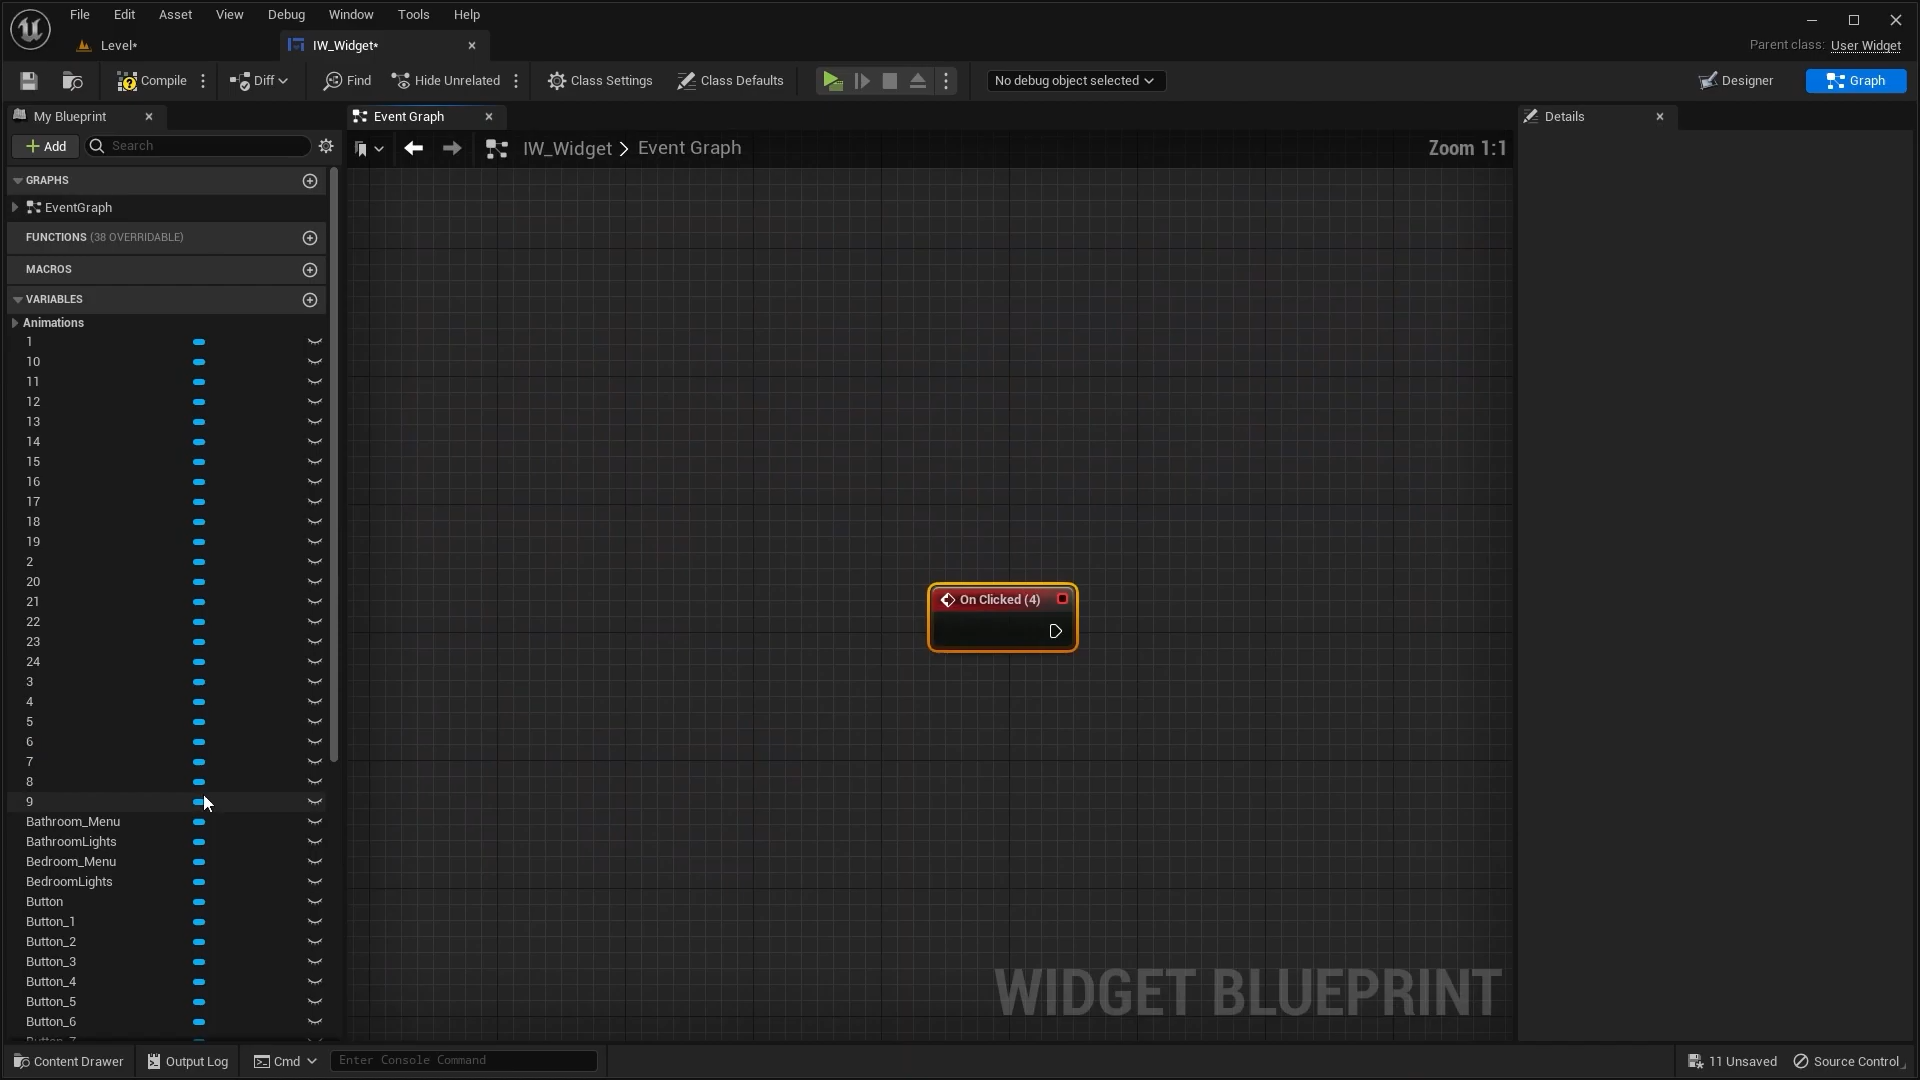 File Edit Asset View Debug Window Tools Help
Level*
IW_Widget*
Parent class: User Widget
Compile
Diff
Find
Hide Unrelated
Class Settings
Class Defaults
No debug object selected
Designer
Graph
My Blueprint
Event Graph
Details
Add
Search
IW_Widget > Event Graph
Zoom 1:1
GRAPHS
EventGraph
FUNCTIONS (38 OVERRIDABLE)
MACROS
VARIABLES
Animations
1
10
11
12
13
14
15
16
17
18
19
2
20
21
22
23
24
3
4
5
6
7
8
9
Bathroom_Menu
BathroomLights
Bedroom_Menu
BedroomLights
Button
Button_1
Button_2
Button_3
Button_4
Button_5
Button_6
On Clicked (4)
WIDGET BLUEPRINT
Content Drawer
Output Log
Cmd
Enter Console Command
11 Unsaved
Source Control